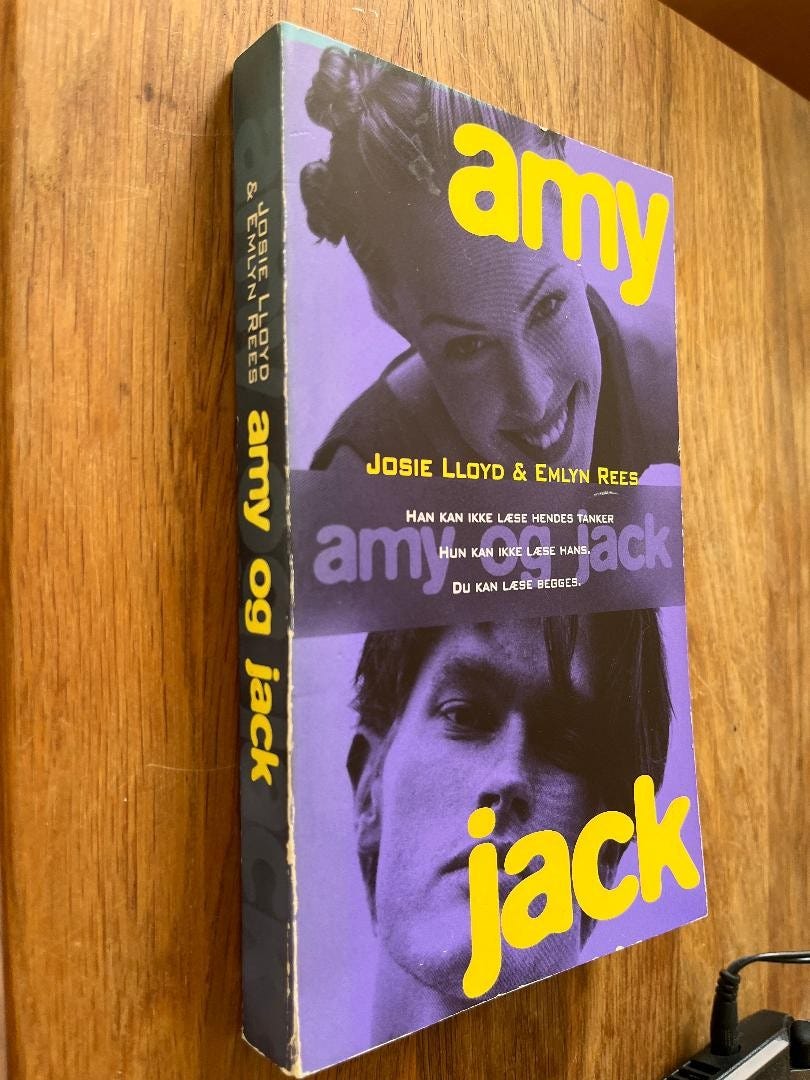 amy
JOSIE LLOYD & EMLYN REES
HAN KAN IKKE LÆSE HENDES TANKER
amy og jack
HUN KAN IKKE LÆSE HANS.
DU KAN LÆSE BEGGES.
jack
JOSIE LLOYD
& EMLYN REES
amy og jack